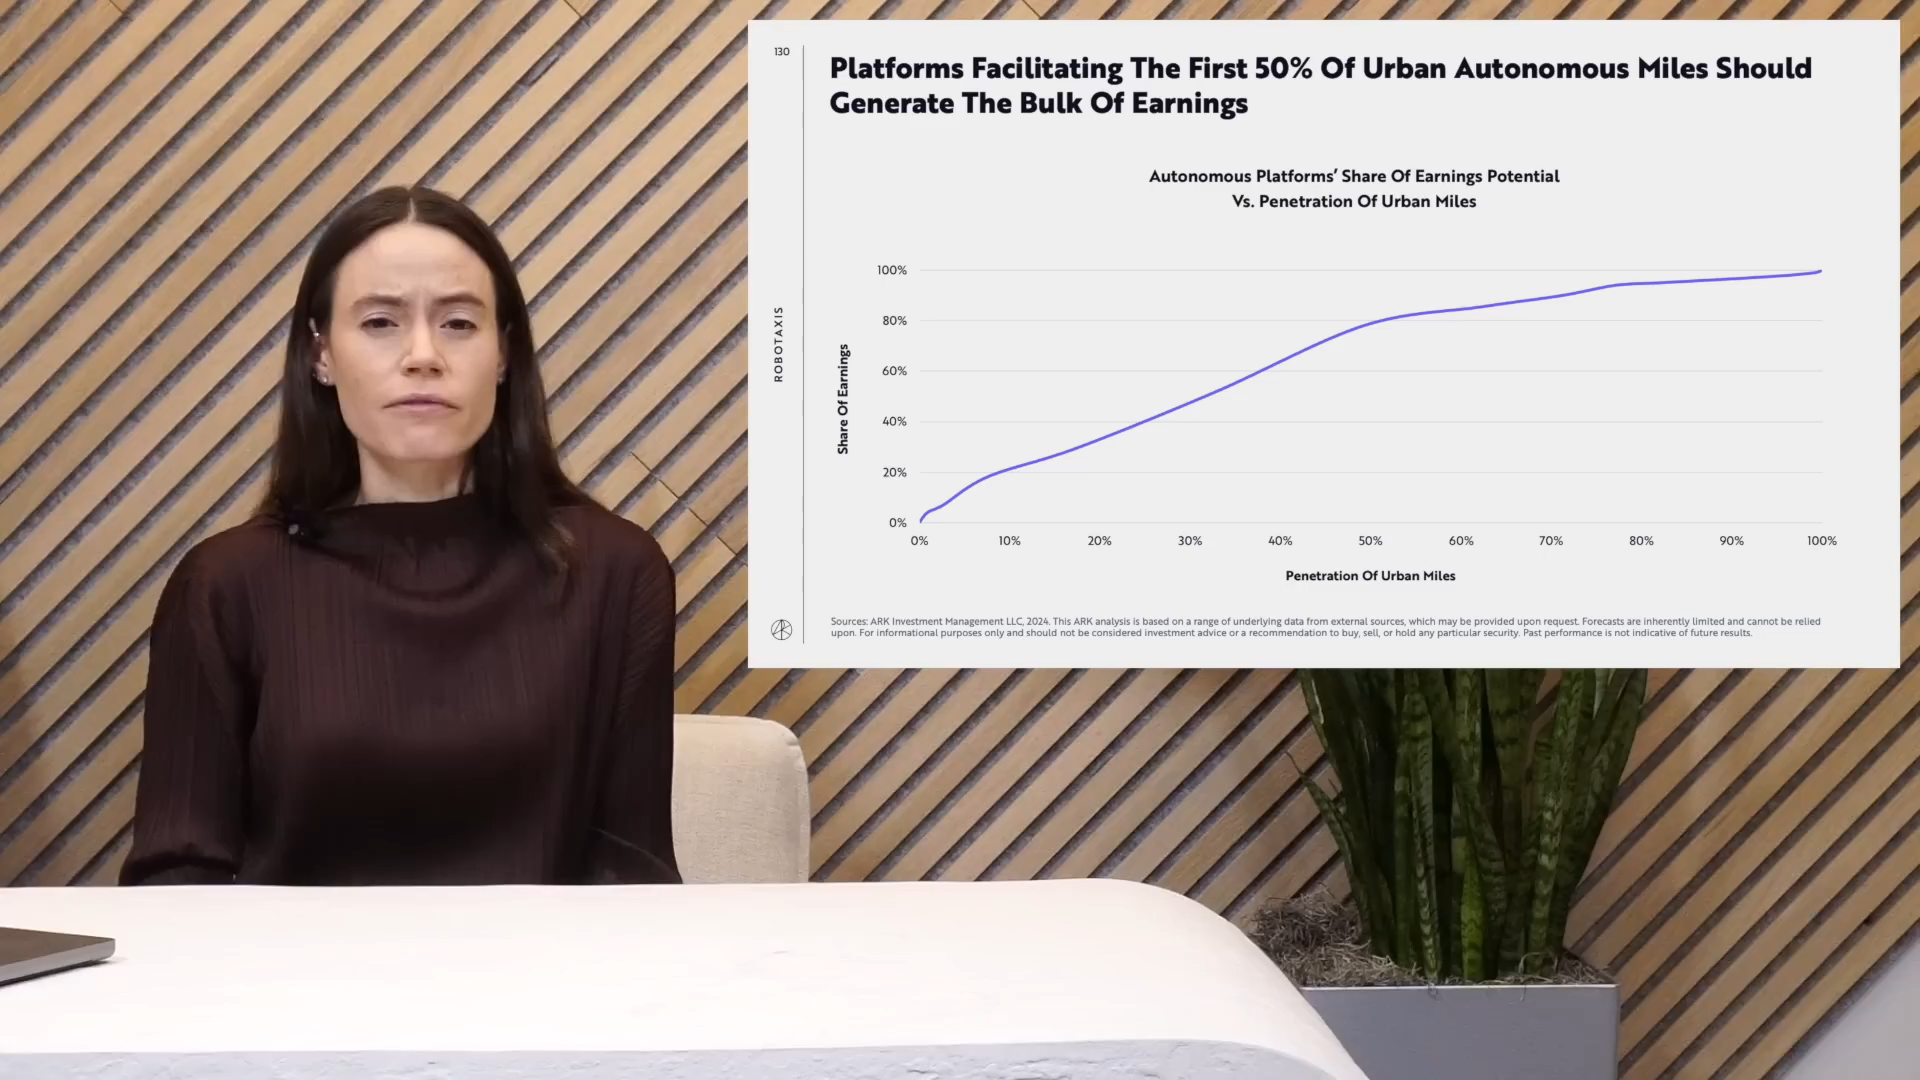 130
Platforms Facilitating The First 50% Of Urban Autonomous Miles Should
Generate The Bulk Of Earnings
ROBOTAXIS
Autonomous Platforms’ Share Of Earnings Potential
Vs. Penetration Of Urban Miles
Share Of Earnings
100%
80%
60%
40%
20%
0%
0% 10% 20% 30% 40% 50% 60% 70% 80% 90% 100%
Penetration Of Urban Miles
Sources: ARK Investment Management LLC, 2024. This ARK analysis is based on a range of underlying data from external sources, which may be provided upon request. Forecasts are inherently limited and cannot be relied
upon. For informational purposes only and should not be considered investment advice or a recommendation to buy, sell, or hold any particular security. Past performance is not indicative of future results.